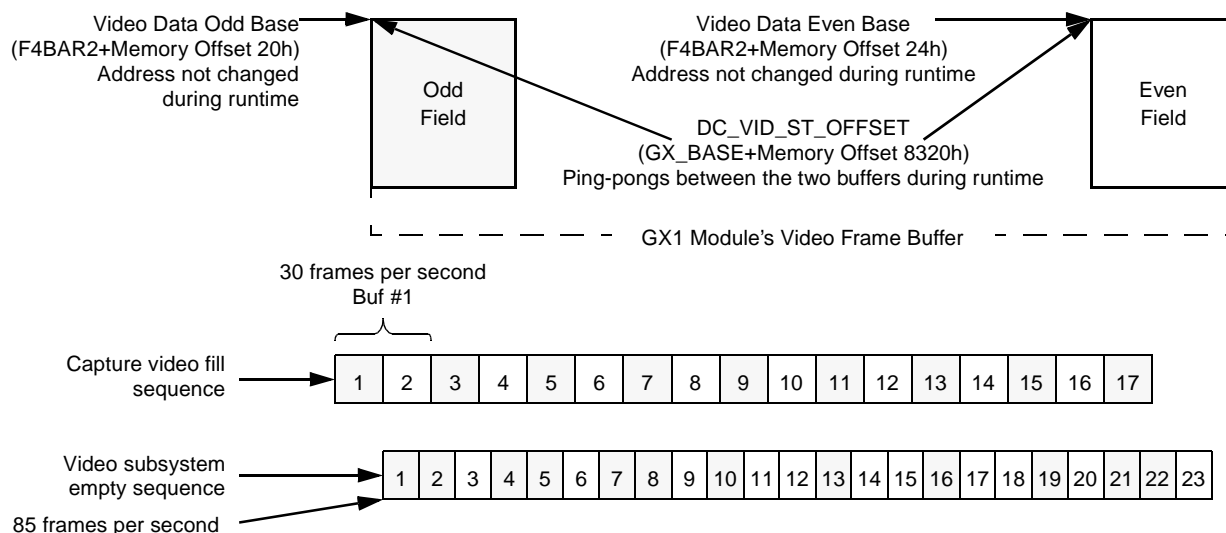 Video Data Odd Base
(F4BAR2+Memory Offset 20h)
Address not changed
during runtime
Odd
Field
Video Data Even Base
(F4BAR2+Memory Offset 24h)
Address not changed during runtime
Even
Field
DC_VID_ST_OFFSET
(GX_BASE+Memory Offset 8320h)
Ping-pongs between the two buffers during runtime
GX1 Module's Video Frame Buffer
30 frames per second
Buf #1
Capture video fill
sequence
1 2 3 4 5 6 7 8 9 10 11 12 13 14 15 16 17
Video subsystem
empty sequence
1 2 3 4 5 6 7 8 9 10 11 12 13 14 15 16 17 18 19 20 21 22 23
85 frames per second